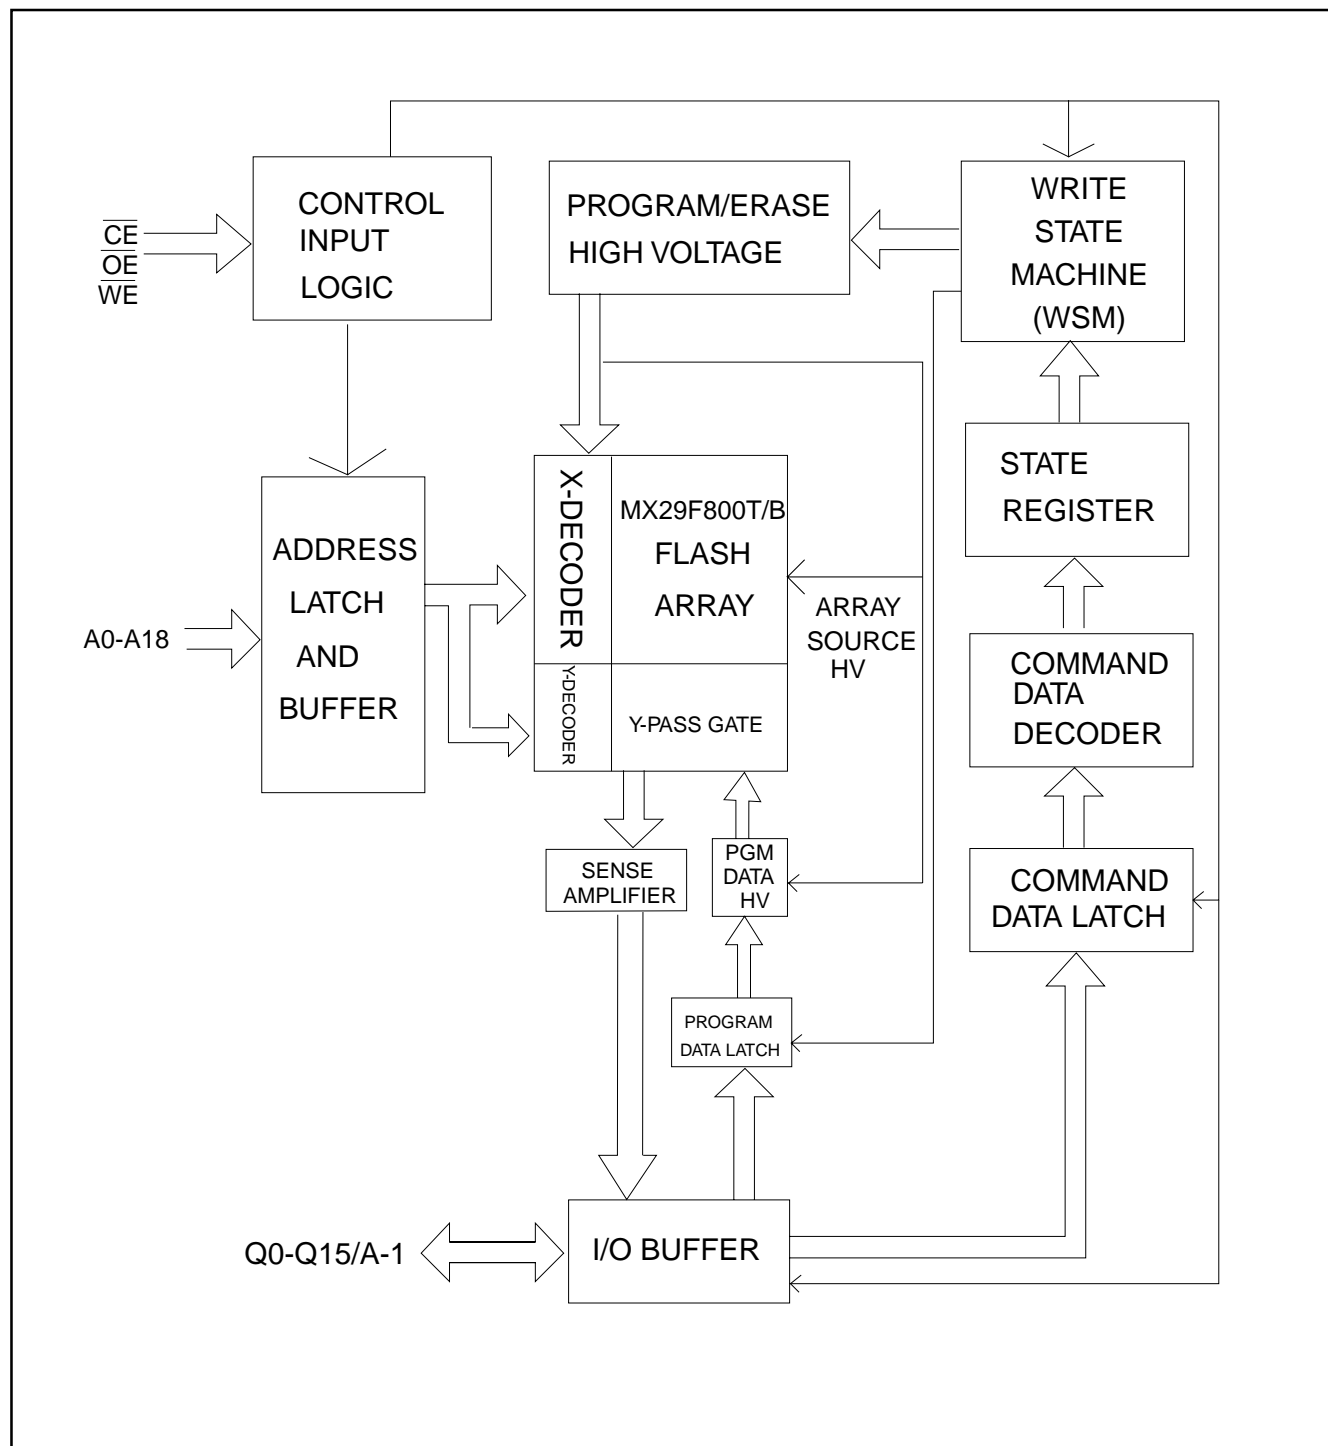 CONTROL
INPUT
LOGIC
PROGRAM/ERASE
HIGH VOLTAGE
WRITE
STATE
MACHINE
(WSM)
CE
OE
WE
STATE
REGISTER
X-DECODER
MX29F800T/B
FLASH
ARRAY
ADDRESS
LATCH
AND
BUFFER
A0-A18
ARRAY
SOURCE
HV
COMMAND
DATA
DECODER
Y-DECODER
Y-PASS GATE
SENSE
AMPLIFIER
PGM
DATA
HV
COMMAND
DATA LATCH
PROGRAM
DATA LATCH
Q0-Q15/A-1
I/O BUFFER